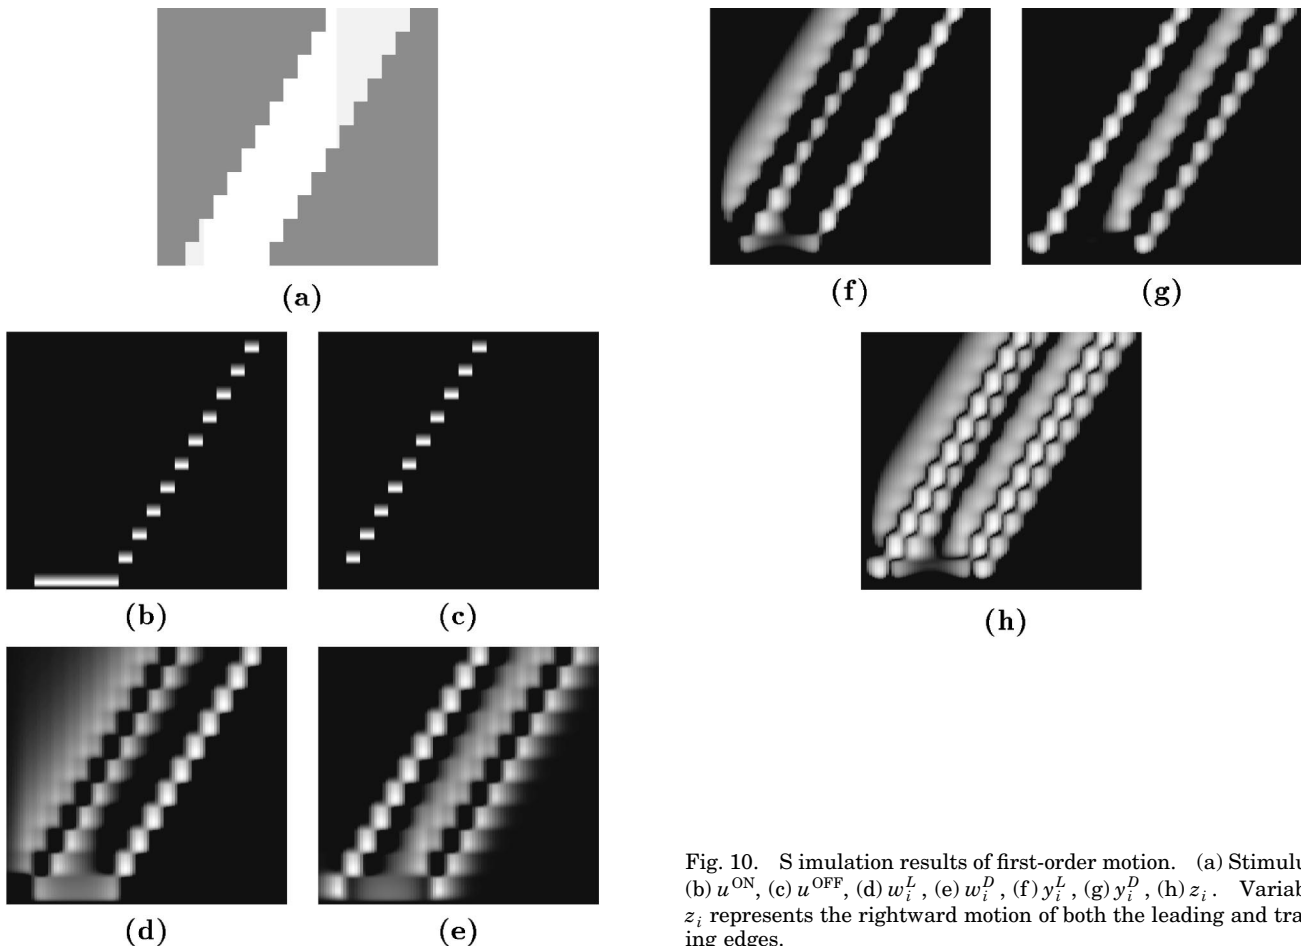 (a)
(b)
(c)
(d)
(e)
(f)
(g)
(h)
Fig. 10. S imulation results of first-order motion. (a) Stimulu
(b) u^ON, (c) u^OFF, (d) w_i^L, (e) w_i^D, (f) y_i^L, (g) y_i^D, (h) z_i. Variab
z_i represents the rightward motion of both the leading and tra
ing edges.